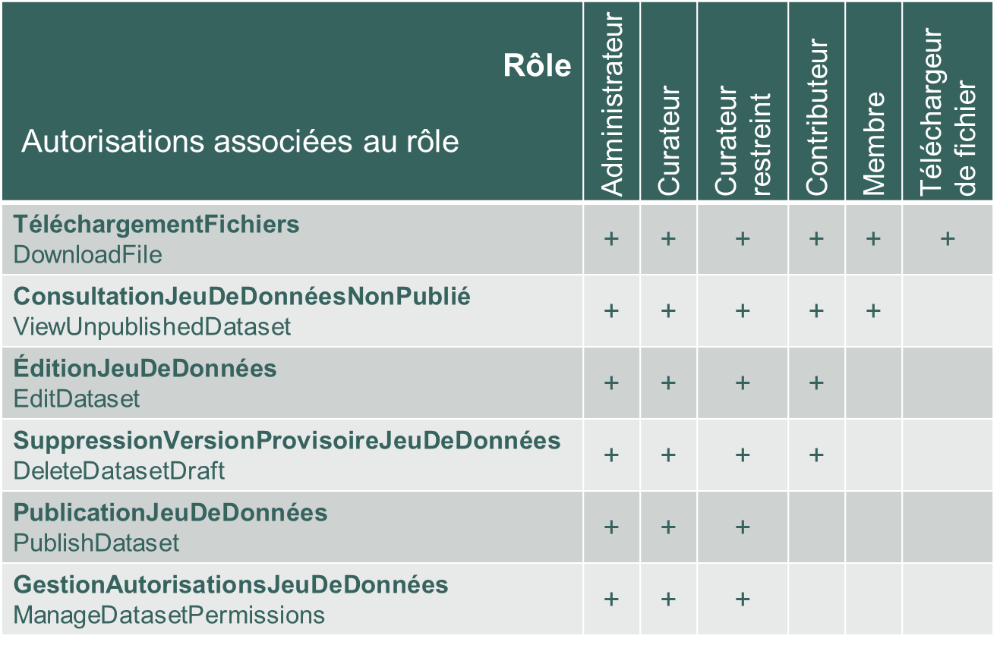 Rôle
Autorisations associées au rôle
Administrateur
Curateur
Curateur
restreint
Contributeur
Membre
Téléchargeur
de fichier
TéléchargementFichiers
DownloadFile
+ + + + + +
ConsultationJeuDeDonnéesNonPublié
ViewUnpublishedDataset
+ + + + +
ÉditionJeuDeDonnées
EditDataset
+ + + +
SuppressionVersionProvisoireJeuDeDonnées
DeleteDatasetDraft
+ + + +
PublicationJeuDeDonnées
PublishDataset
+ + +
GestionAutorisationsJeuDeDonnées
ManageDatasetPermissions
+ + +